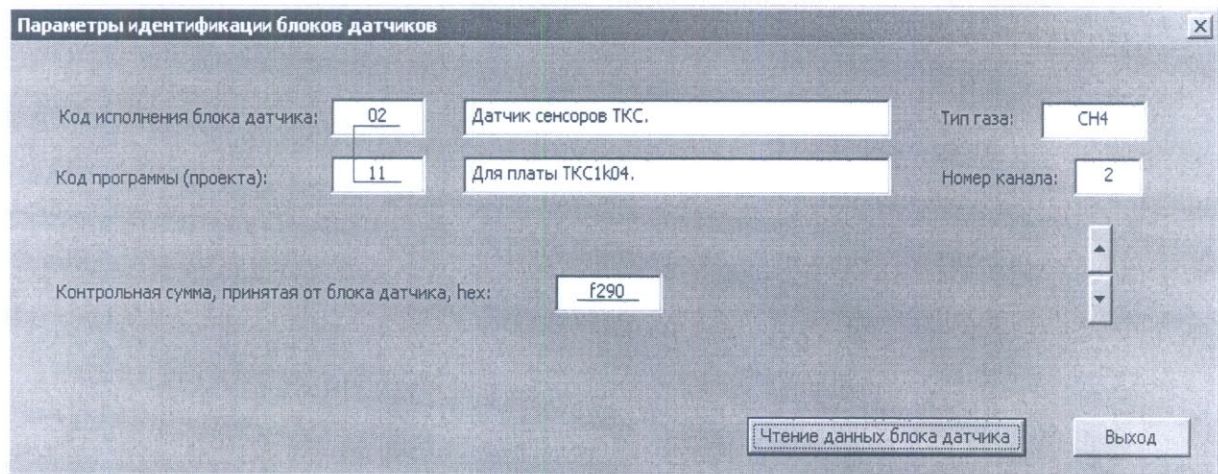 Параметры идентификации блоков датчиков
Код исполнения блока датчика: 02 Датчик сенсоров ТКС. Тип газа: CH4
Код программы (проекта): 11 Для платы ТКС1k04. Номер канала: 2
Контрольная сумма, принятая от блока датчика, hex: f290
Чтение данных блока датчика Выход